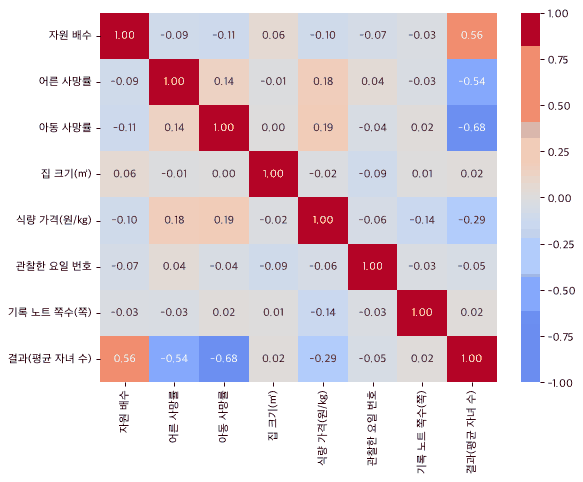 자원 배수 1.00 -0.09 -0.11 0.06 -0.10 -0.07 -0.03 0.56
어른 사망률 -0.09 1.00 0.14 -0.01 0.18 0.04 -0.03 -0.54
아동 사망률 -0.11 0.14 1.00 0.00 0.19 -0.04 0.02 -0.68
집 크기(㎡) 0.06 -0.01 0.00 1.00 -0.02 -0.09 0.01 0.02
식량 가격(원/kg) -0.10 0.18 0.19 -0.02 1.00 -0.06 -0.14 -0.29
관찰한 요일 번호 -0.07 0.04 -0.04 -0.09 -0.06 1.00 -0.03 -0.05
기록 노트 쪽수(쪽) -0.03 -0.03 0.02 0.01 -0.14 -0.03 1.00 0.02
결과(평균 자녀 수) 0.56 -0.54 -0.68 0.02 -0.29 -0.05 0.02 1.00
자원 배수
어른 사망률
아동 사망률
집 크기(㎡)
식량 가격(원/kg)
관찰한 요일 번호
기록 노트 쪽수(쪽)
결과(평균 자녀 수)
1.00
0.75
0.50
0.25
0.00
-0.25
-0.50
-0.75
-1.00